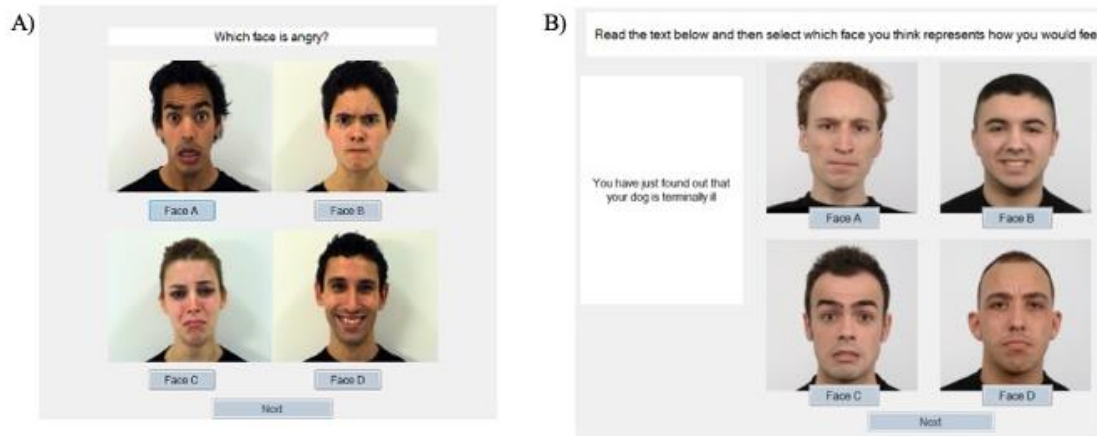 A)
Which face is angry?
Face A
Face B
Face C
Face D
Next
B)
Read the text below and then select which face you think represents how you would fee
You have just found out that
your dog is terminally ill
Face A
Face B
Face C
Face D
Next